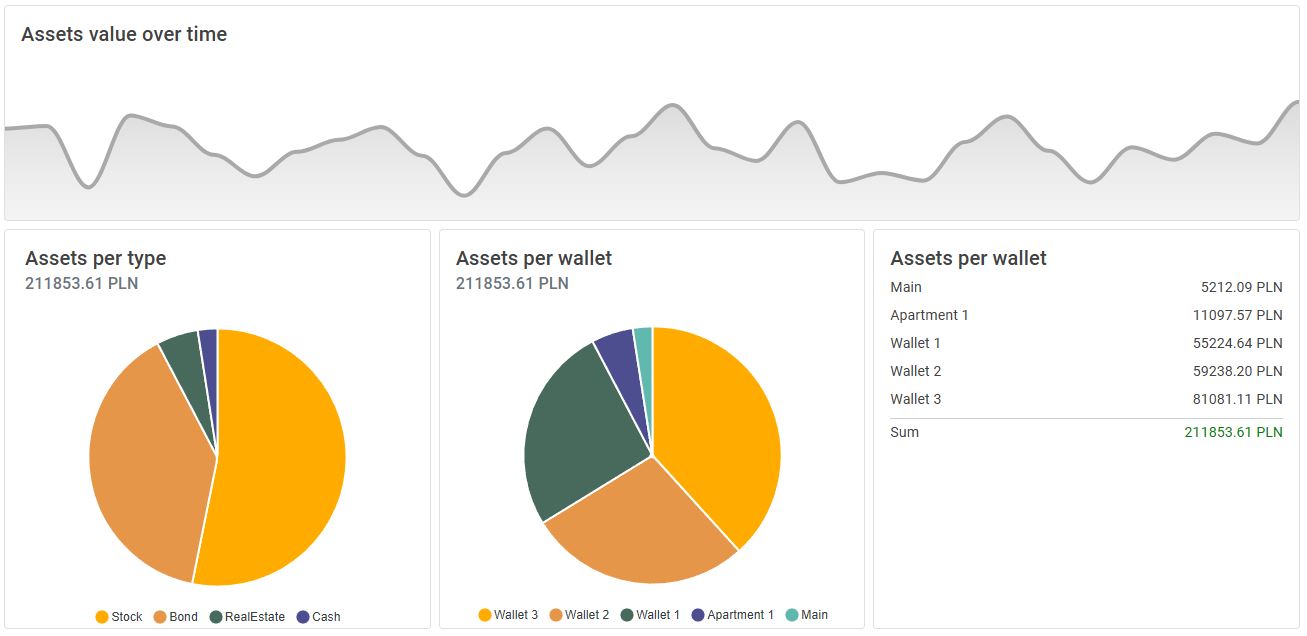 Assets value over time
Assets per type
211853.61 PLN
Stock Bond RealEstate Cash
Assets per wallet
211853.61 PLN
Wallet 3 Wallet 2 Wallet 1 Apartment 1 Main
Assets per wallet
Main 5212.09 PLN
Apartment 1 11097.57 PLN
Wallet 1 55224.64 PLN
Wallet 2 59238.20 PLN
Wallet 3 81081.11 PLN
Sum 211853.61 PLN